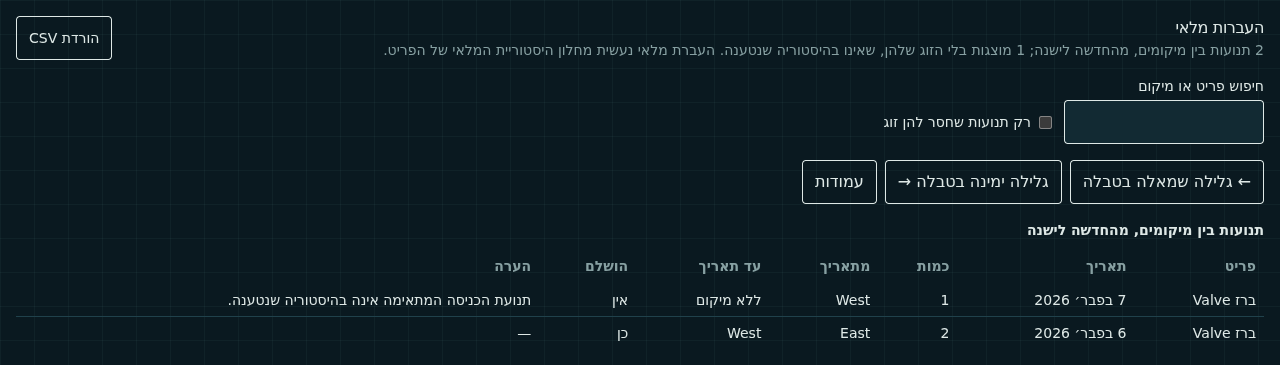 העברות מלאי
2 תנועות בין מיקומים, מהחדשה לישנה; 1 מוצגות בלי הזוג שלהן, שאינו בהיסטוריה שנטענה. העברת מלאי נעשית מחלון היסטוריית המלאי של הפריט.
הורדת CSV
חיפוש פריט או מיקום
רק תנועות שחסר להן זוג
← גלילה שמאלה בטבלה
גלילה ימינה בטבלה →
עמודות
תנועות בין מיקומים, מהחדשה לישנה
פריט תאריך כמות מתאריך עד תאריך הושלם הערה
ברז Valve 7 בפבר׳ 2026 1 West ללא מיקום אין תנועת הכניסה המתאימה אינה בהיסטוריה שנטענה.
ברז Valve 6 בפבר׳ 2026 2 East West כן —